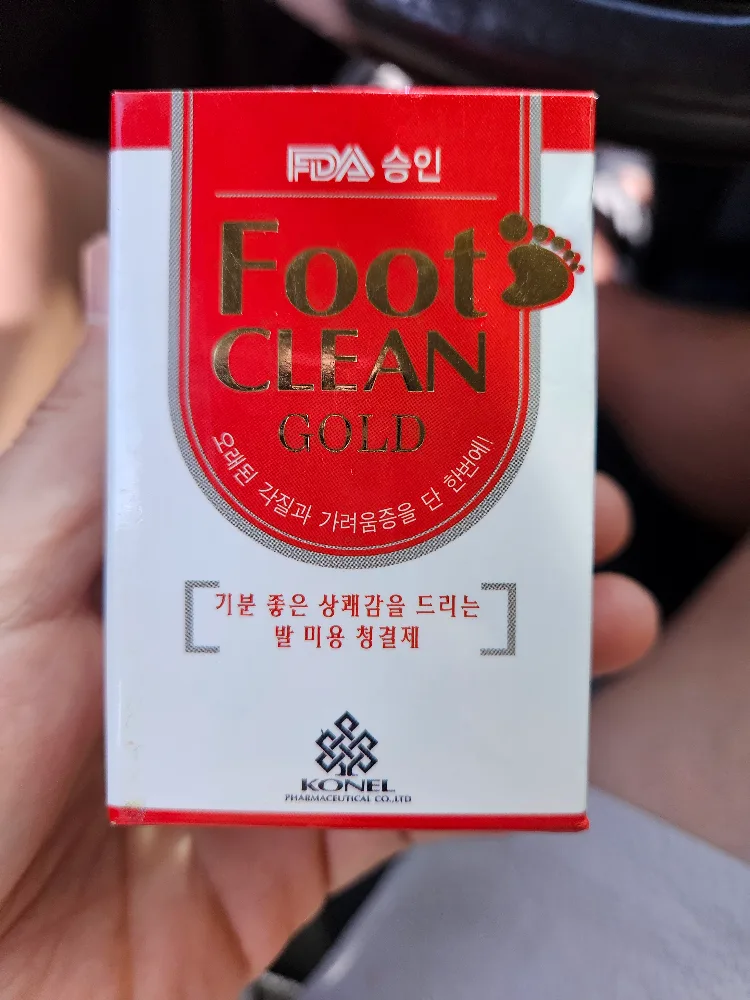 FDA 승인
Foot
CLEAN
GOLD
오래된 각질과 가려움증을 단 한번에!
기분 좋은 상쾌감을 드리는
발 미용 청결제
KONEL
PHARMACEUTICAL CO.,LTD